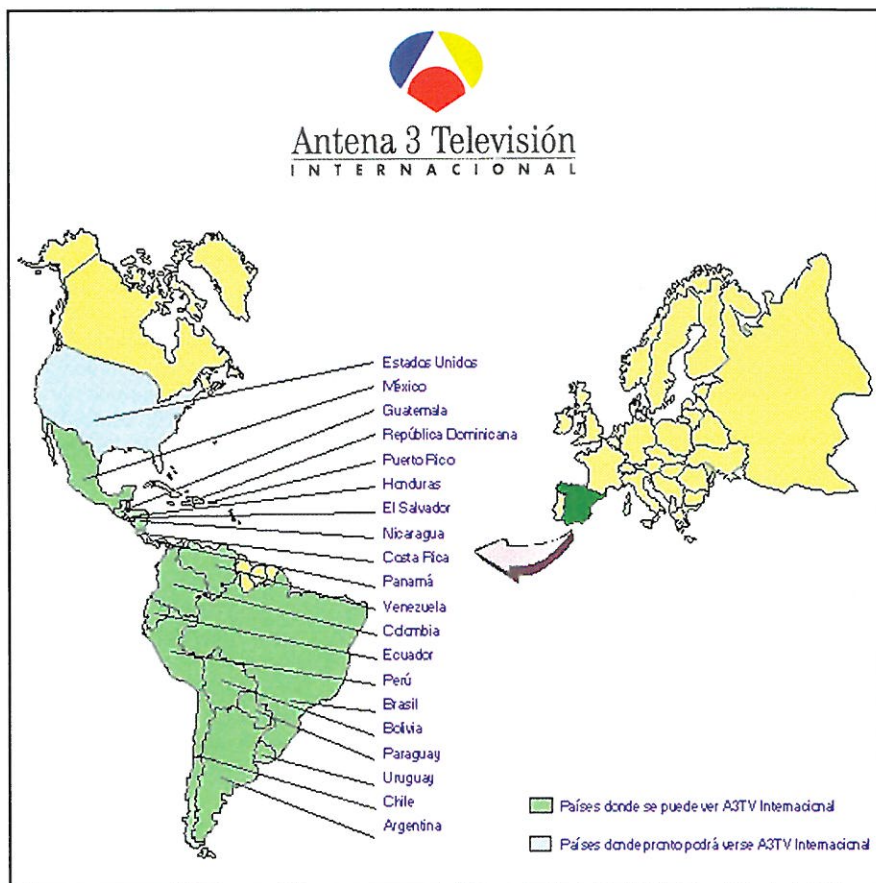 Antena 3 Televisión
INTERNACIONAL
Estados Unidos
México
Guatemala
República Dominicana
Puerto Rico
Honduras
El Salvador
Nicaragua
Costa Rica
Panamá
Venezuela
Colombia
Ecuador
Perú
Brasil
Bolivia
Paraguay
Uruguay
Chile
Argentina
Países donde se puede ver A3TV Internacional
Países donde pronto podrá verse A3TV Internacional